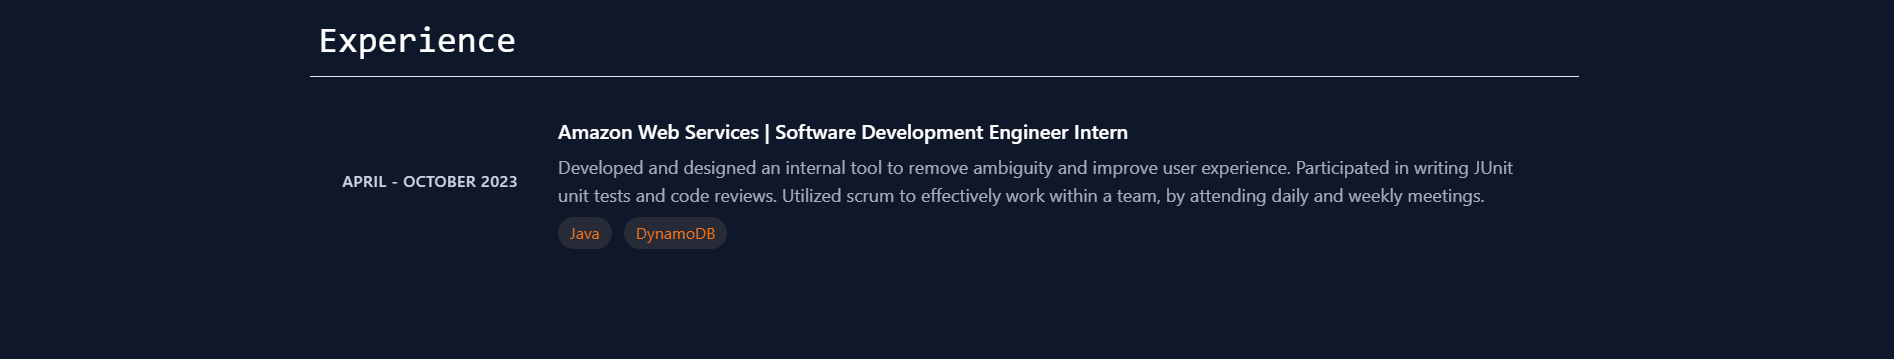 Experience
Amazon Web Services | Software Development Engineer Intern
APRIL - OCTOBER 2023
Developed and designed an internal tool to remove ambiguity and improve user experience. Participated in writing JUnit
unit tests and code reviews. Utilized scrum to effectively work within a team, by attending daily and weekly meetings.
Java DynamoDB